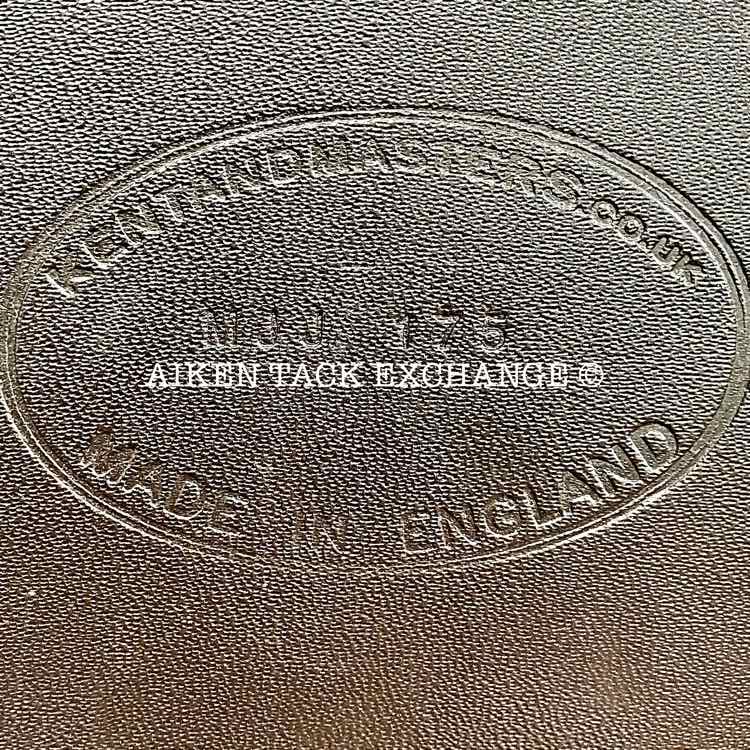 KENTANDMASTERS.co.uk
MJJ 175
AIKEN TACK EXCHANGE ©
MADE IN ENGLAND